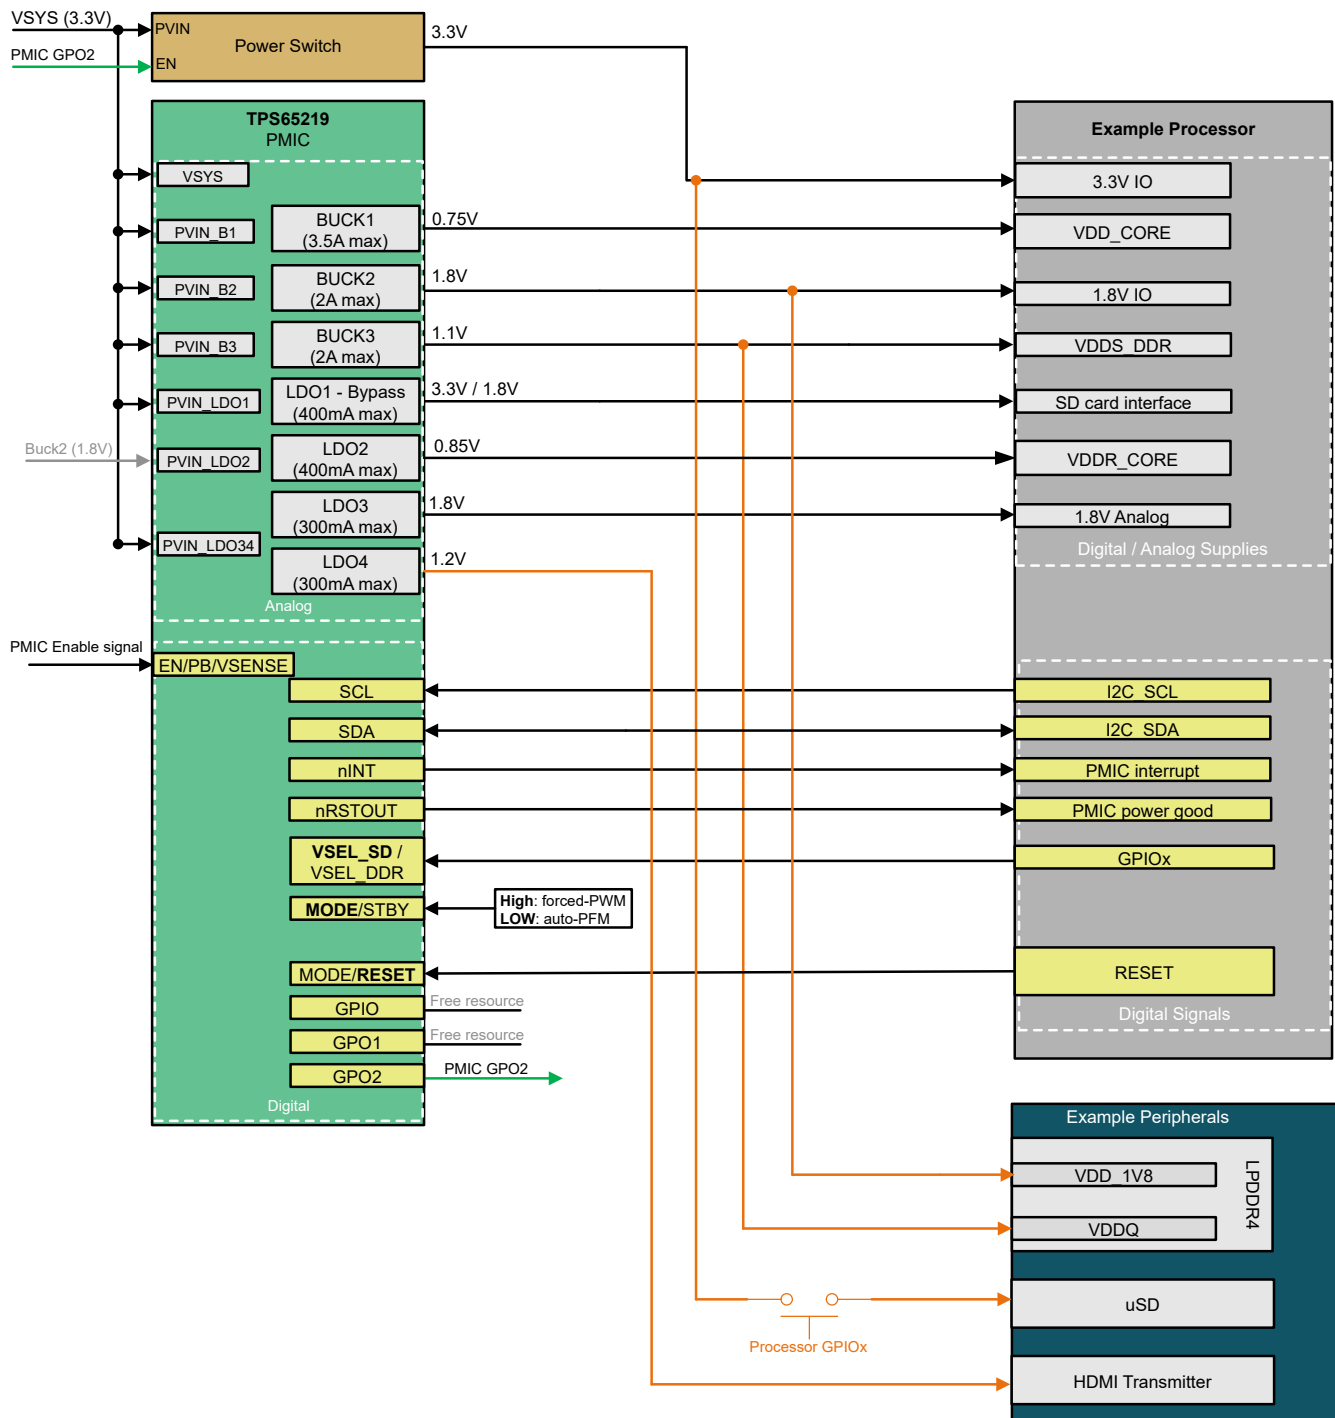 VSYS (3.3V)
PVIN
Power Switch
3.3V
PMIC GPO2
EN
TPS65219
PMIC
VSYS
PVIN_B1
PVIN_B2
PVIN_B3
PVIN_LDO1
Buck2 (1.8V)
PVIN_LDO2
PVIN_LDO34
BUCK1
(3.5A max)
0.75V
BUCK2
(2A max)
1.8V
BUCK3
(2A max)
1.1V
LDO1 - Bypass
(400mA max)
3.3V / 1.8V
LDO2
(400mA max)
0.85V
LDO3
(300mA max)
1.8V
LDO4
(300mA max)
1.2V
Analog
Example Processor
3.3V IO
VDD_CORE
1.8V IO
VDDS_DDR
SD card interface
VDDR_CORE
1.8V Analog
Digital / Analog Supplies
PMIC Enable signal
EN/PB/VSENSE
SCL
SDA
nINT
nRSTOUT
VSEL_SD /
VSEL_DDR
MODE/STBY
High: forced-PWM
LOW: auto-PFM
MODE/RESET
GPIO
Free resource
GPO1
Free resource
GPO2
PMIC GPO2
Digital
I2C_SCL
I2C_SDA
PMIC interrupt
PMIC power good
GPIOx
RESET
Digital Signals
Example Peripherals
VDD_1V8
VDDQ
LPDDR4
uSD
Processor GPIOx
HDMI Transmitter